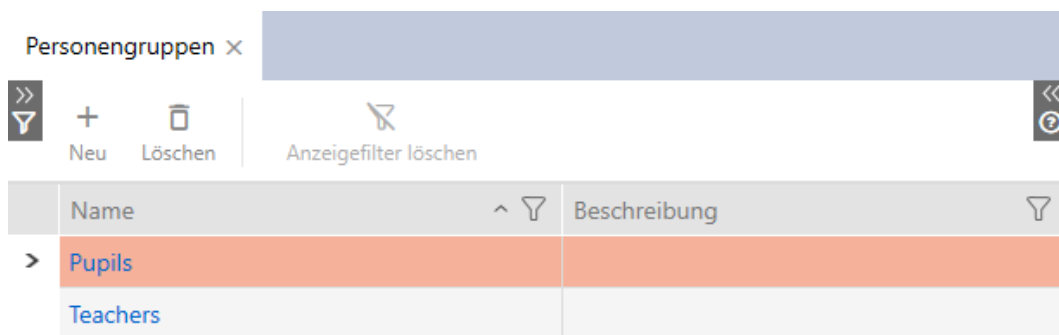 Personengruppen
Neu Löschen Anzeigefilter löschen
Name Beschreibung
Pupils
Teachers